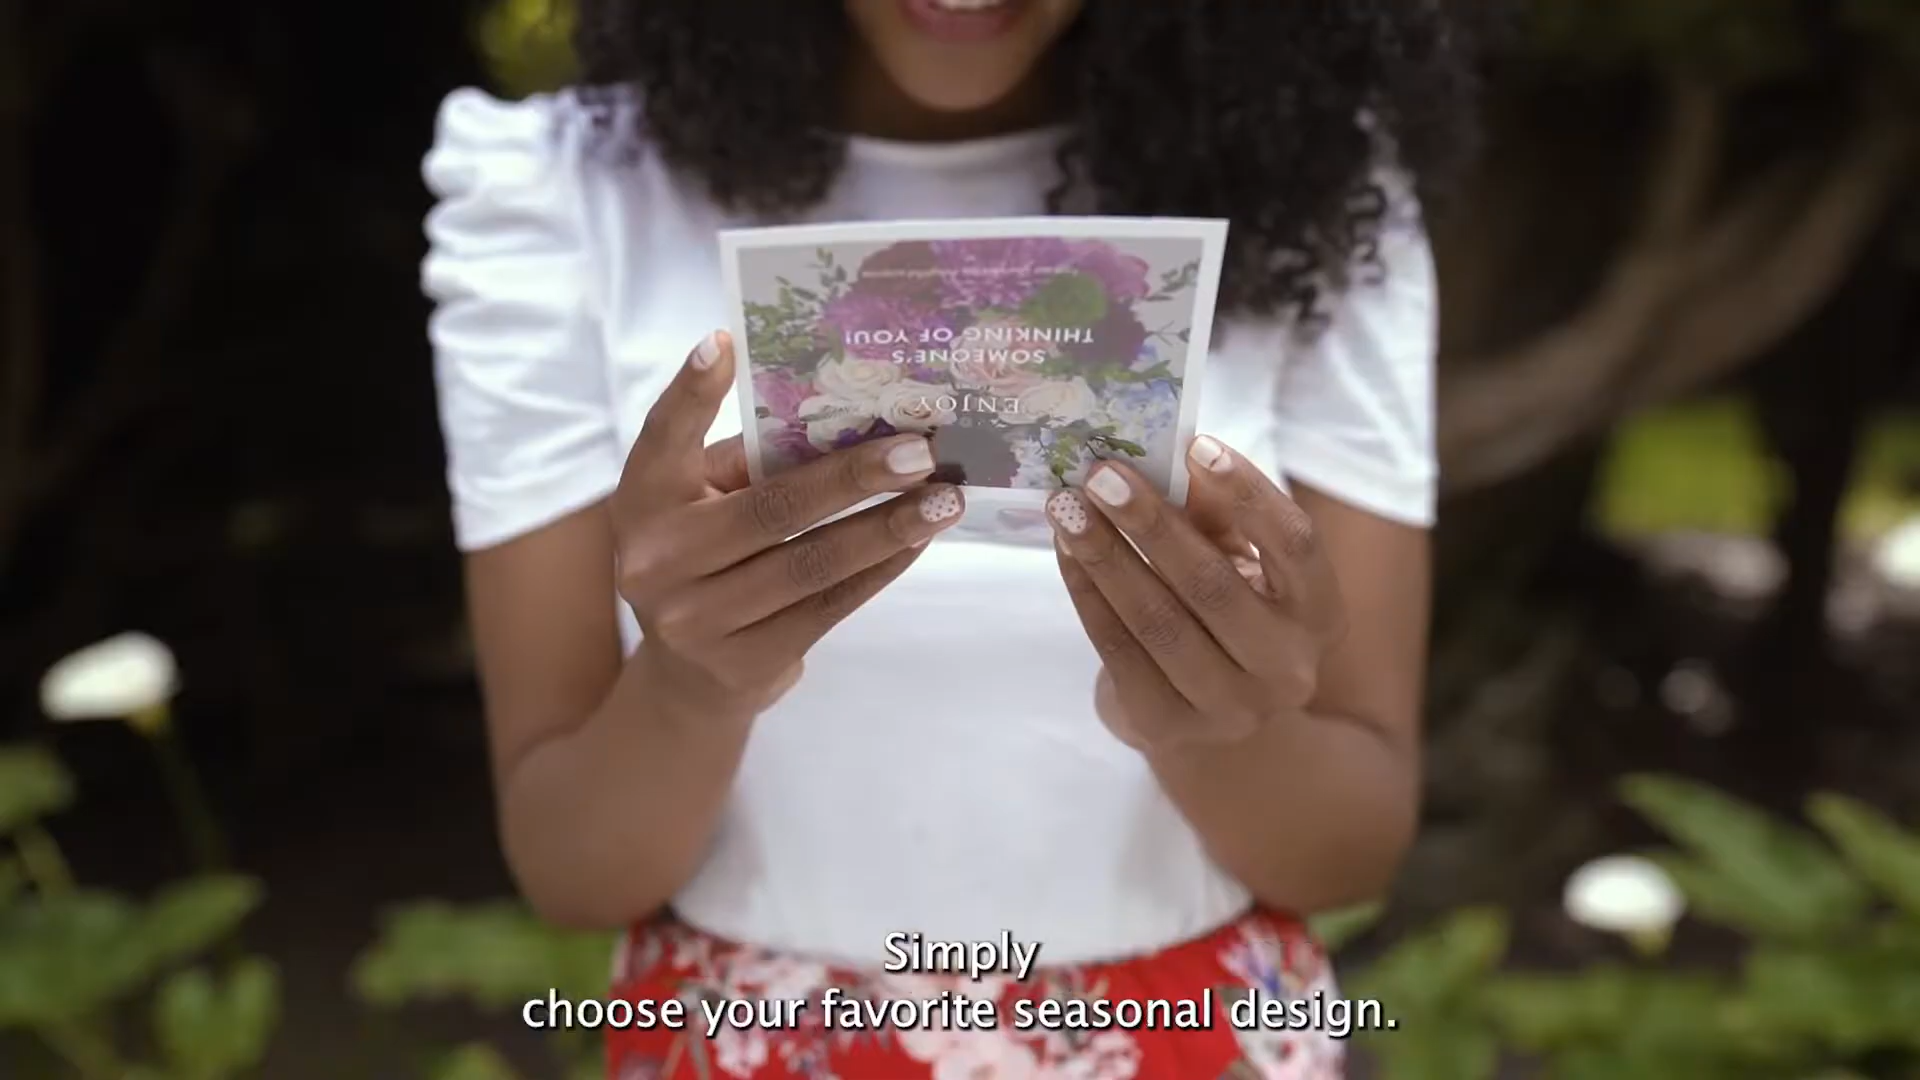 ENJOY
SOMEONE'S
THINKING OF YOU!
Simply
choose your favorite seasonal design.